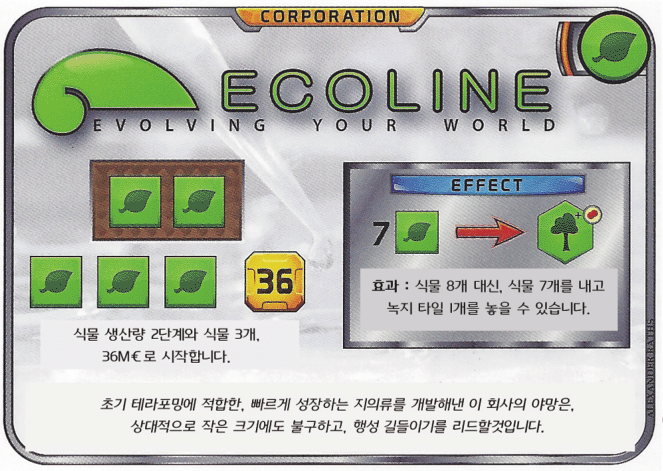 CORPORATION
ECOLINE
EVOLVING YOUR WORLD
36
식물 생산량 2단계와 식물 3개,
36M€로 시작합니다.
EFFECT
7
+
효과 : 식물 8개 대신, 식물 7개를 내고
녹지 타일 1개를 놓을 수 있습니다.
초기 테라포밍에 적합한, 빠르게 성장하는 지의류를 개발해낸 이 회사의 야망은,
상대적으로 작은 크기에도 불구하고, 행성 길들이기를 리드할것입니다.
ALEXANDER RATHS